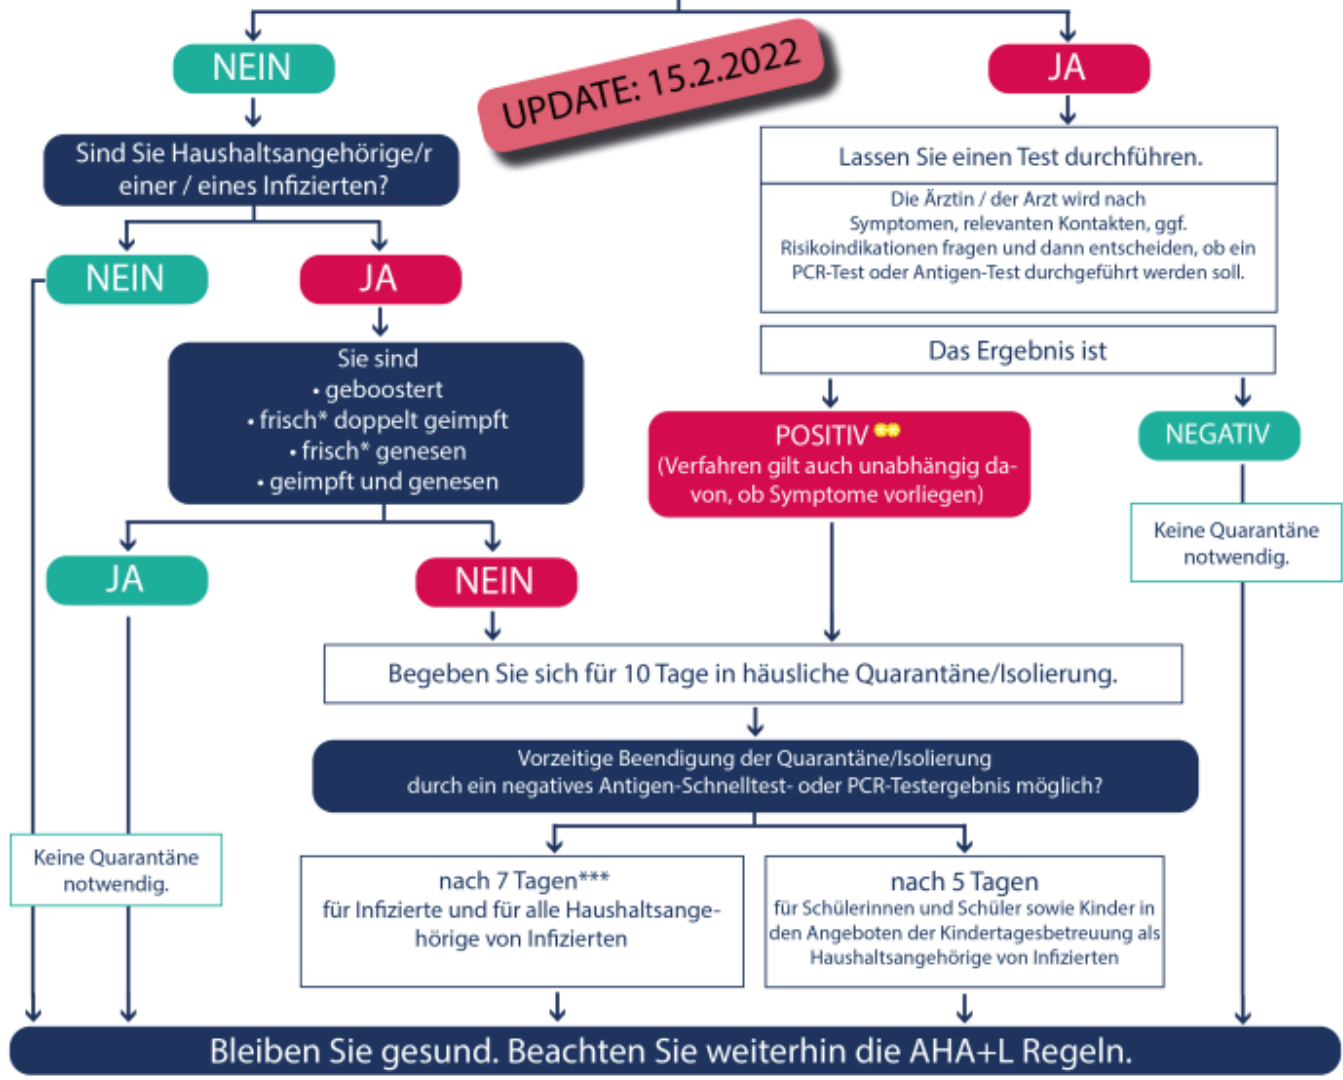 NEIN
UPDATE: 15.2.2022
JA
Sind Sie Haushaltsangehörige/r
einer / eines Infizierten?
Lassen Sie einen Test durchführen.
Die Ärztin / der Arzt wird nach
Symptomen, relevanten Kontakten, ggf.
Risikoindikationen fragen und dann entscheiden, ob ein
PCR-Test oder Antigen-Test durchgeführt werden soll.
NEIN
JA
Das Ergebnis ist
Sie sind
• geboostert
• frisch* doppelt geimpft
• frisch* genesen
• geimpft und genesen
POSITIV **
(Verfahren gilt auch unabhängig da-
von, ob Symptome vorliegen)
NEGATIV
Keine Quarantäne
notwendig.
JA
NEIN
Begeben Sie sich für 10 Tage in häusliche Quarantäne/Isolierung.
Vorzeitige Beendigung der Quarantäne/Isolierung
durch ein negatives Antigen-Schnelltest- oder PCR-Testergebnis möglich?
Keine Quarantäne
notwendig.
nach 7 Tagen***
für Infizierte und für alle Haushaltsange-
hörige von Infizierten
nach 5 Tagen
für Schülerinnen und Schüler sowie Kinder in
den Angeboten der Kindertagesbetreuung als
Haushaltsangehörige von Infizierten
Bleiben Sie gesund. Beachten Sie weiterhin die AHA+L Regeln.